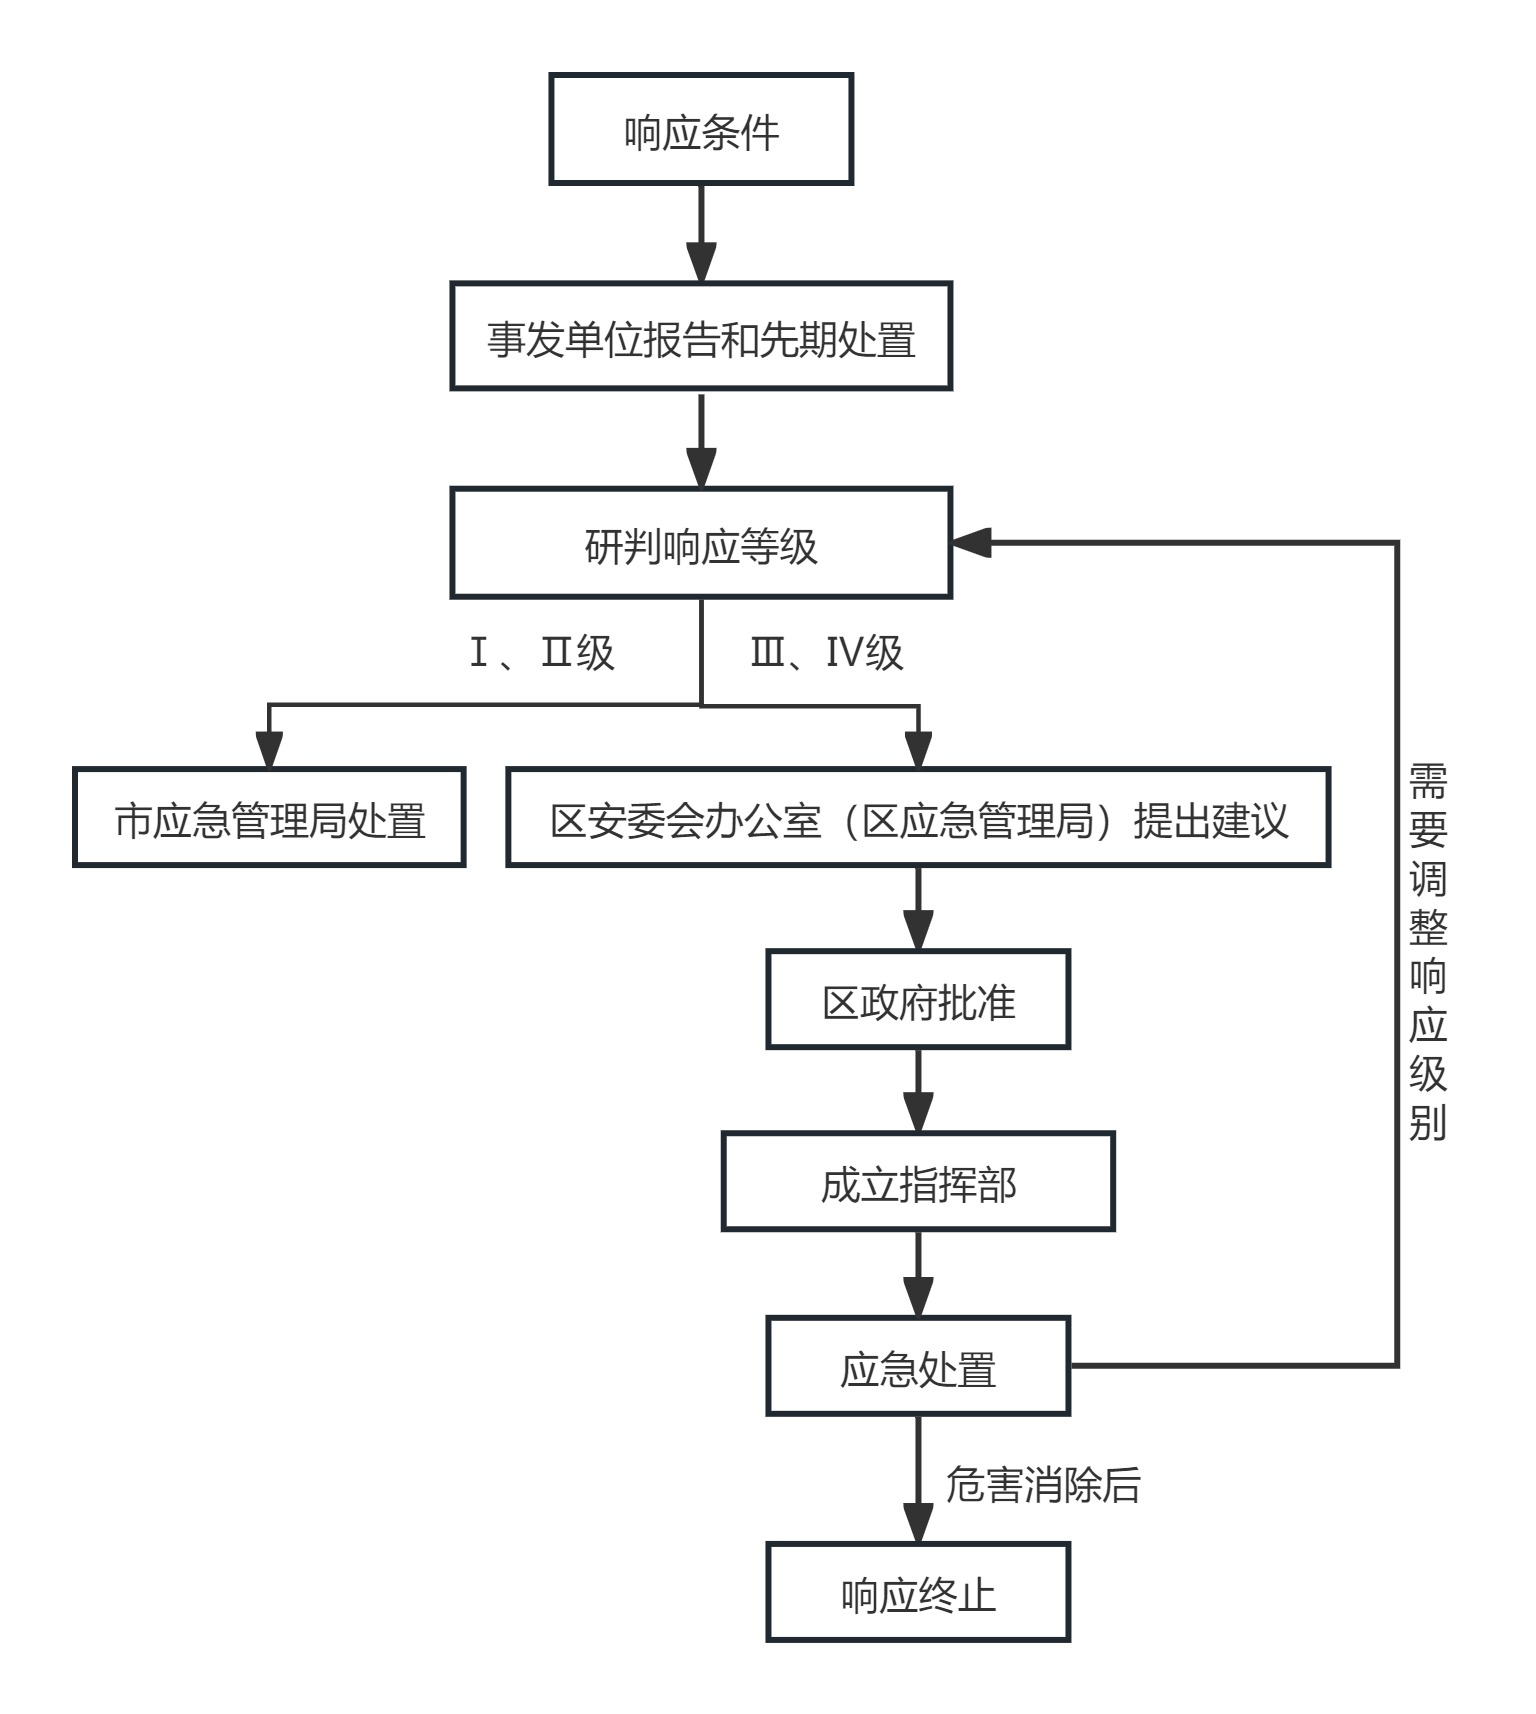 响应条件
事发单位报告和先期处置
研判响应等级
Ⅰ、Ⅱ级
Ⅲ、Ⅳ级
市应急管理局处置
区安委会办公室（区应急管理局）提出建议
需要调整响应级别
区政府批准
成立指挥部
应急处置
危害消除后
响应终止